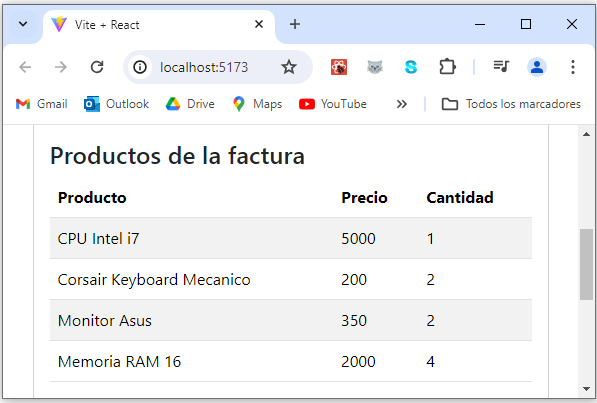 Vite + React
localhost:5173
Gmail Outlook Drive Maps YouTube Todos los marcadores
Productos de la factura
Producto Precio Cantidad
CPU Intel i7 5000 1
Corsair Keyboard Mecanico 200 2
Monitor Asus 350 2
Memoria RAM 16 2000 4